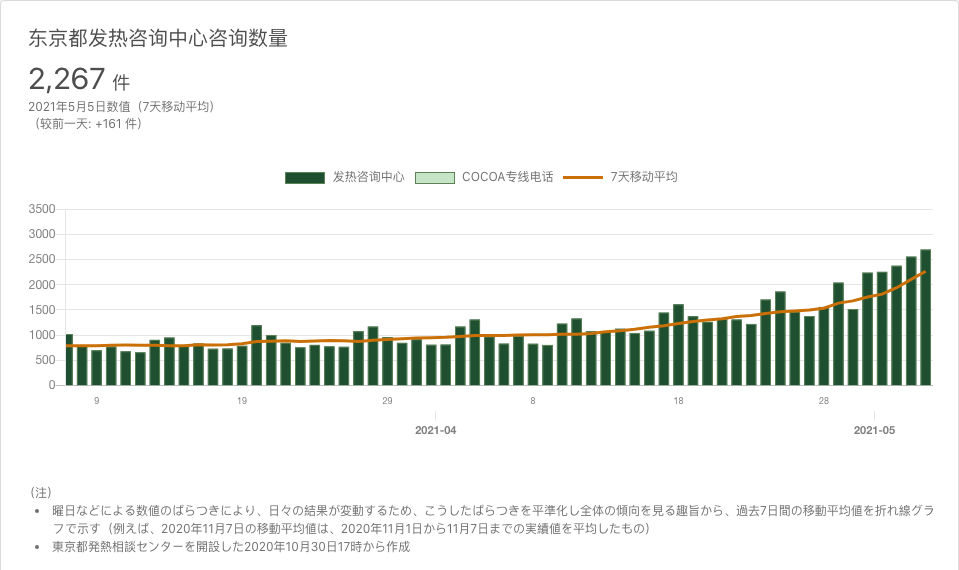 东京都发热咨询中心咨询数量
2,267 件
2021年5月5日数值（7天移动平均）
（较前一天: +161 件）
发热咨询中心 COCOA专线电话 7天移动平均
3500
3000
2500
2000
1500
1000
500
0
9 19 29 8 18 28
2021-04 2021-05
（注）
• 曜日などによる数値のばらつきにより、日々の結果が変動するため、こうしたばらつきを平準化し全体の傾向を見る趣旨から、過去7日間の移動平均値を折れ線グラ
フで示す（例えば、2020年11月7日の移動平均値は、2020年11月1日から11月7日までの実績値を平均したもの）
• 東京都発熱相談センターを開設した2020年10月30日17時から作成